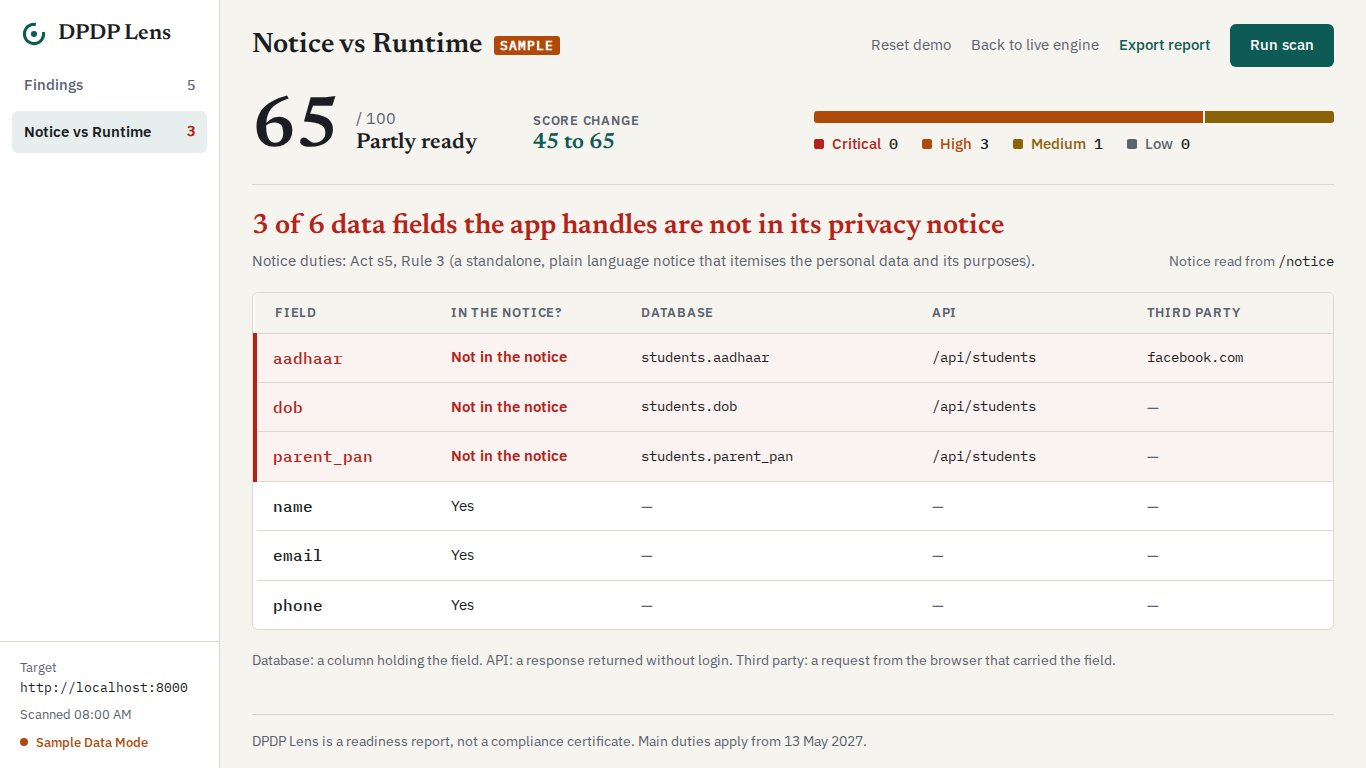 DPDP Lens
Findings 5
Notice vs Runtime 3
Target
http://localhost:8000
Scanned 08:00 AM
Sample Data Mode
Notice vs Runtime SAMPLE
Reset demo Back to live engine Export report Run scan
65 / 100
Partly ready
SCORE CHANGE
45 to 65
Critical 0 High 3 Medium 1 Low 0
3 of 6 data fields the app handles are not in its privacy notice
Notice duties: Act s5, Rule 3 (a standalone, plain language notice that itemises the personal data and its purposes). Notice read from /notice
FIELD IN THE NOTICE? DATABASE API THIRD PARTY
aadhaar Not in the notice students.aadhaar /api/students facebook.com
dob Not in the notice students.dob /api/students —
parent_pan Not in the notice students.parent_pan /api/students —
name Yes — — —
email Yes — — —
phone Yes — — —
Database: a column holding the field. API: a response returned without login. Third party: a request from the browser that carried the field.
DPDP Lens is a readiness report, not a compliance certificate. Main duties apply from 13 May 2027.